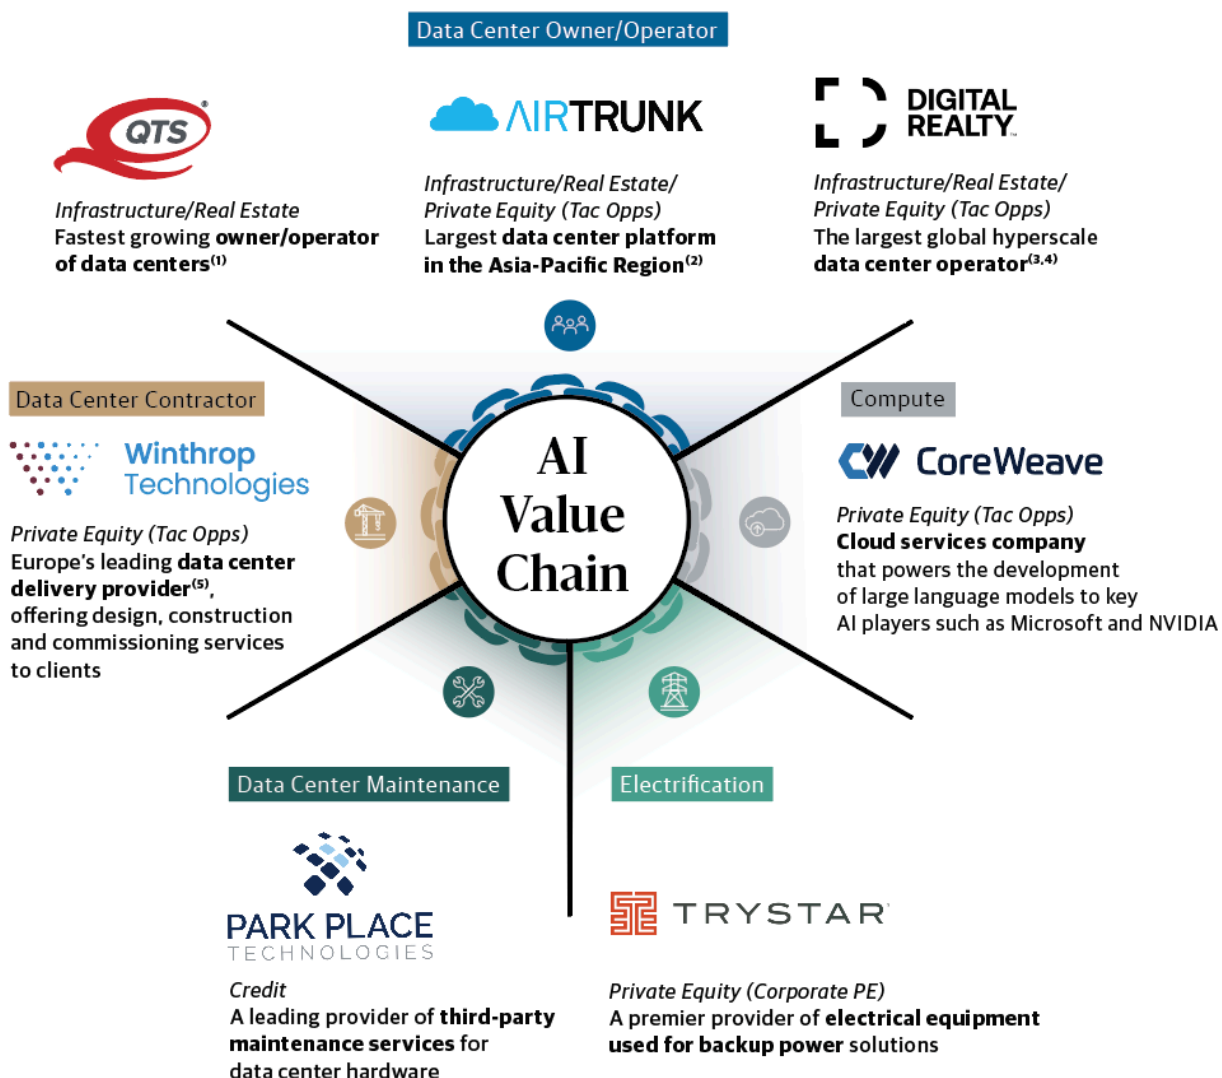 Data Center Owner/Operator
QTS®
Infrastructure/Real Estate
Fastest growing owner/operator
of data centers(1)
AIRTRUNK
Infrastructure/Real Estate/
Private Equity (Tac Opps)
Largest data center platform
in the Asia-Pacific Region(2)
DIGITAL
REALTY™
Infrastructure/Real Estate/
Private Equity (Tac Opps)
The largest global hyperscale
data center operator(3,4)
Data Center Contractor
Winthrop
Technologies
Private Equity (Tac Opps)
Europe's leading data center
delivery provider(5),
offering design, construction
and commissioning services
to clients
AI
Value
Chain
Compute
CoreWeave
Private Equity (Tac Opps)
Cloud services company
that powers the development
of large language models to key
AI players such as Microsoft and NVIDIA
Data Center Maintenance
PARK PLACE
TECHNOLOGIES
Credit
A leading provider of third-party
maintenance services for
data center hardware
Electrification
TRYSTAR
Private Equity (Corporate PE)
A premier provider of electrical equipment
used for backup power solutions